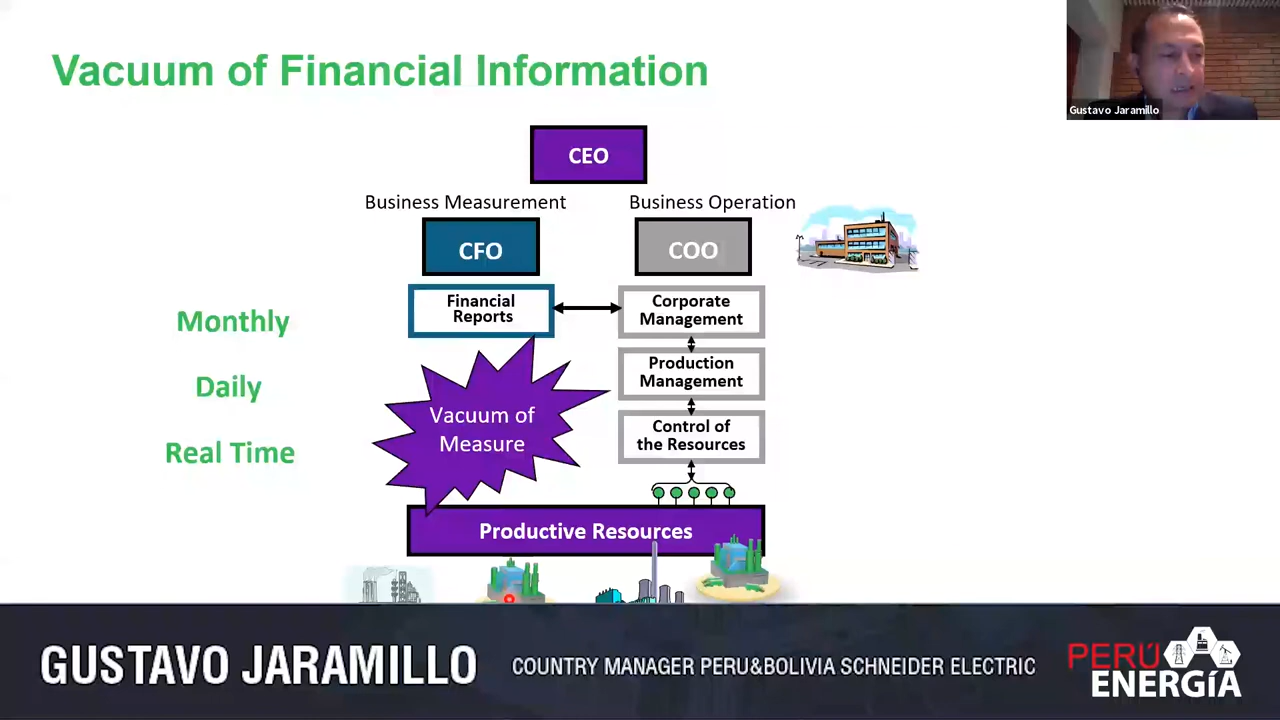 Vacuum of Financial Information
Gustavo Jaramillo
CEO
Business Measurement
Business Operation
CFO
COO
Financial
Reports
Corporate
Management
Monthly
Production
Management
Daily
Vacuum of
Measure
Control of
the Resources
Real Time
Productive Resources
GUSTAVO JARAMILLO
COUNTRY MANAGER PERU&BOLIVIA SCHNEIDER ELECTRIC
PERÚ
ENERGÍA